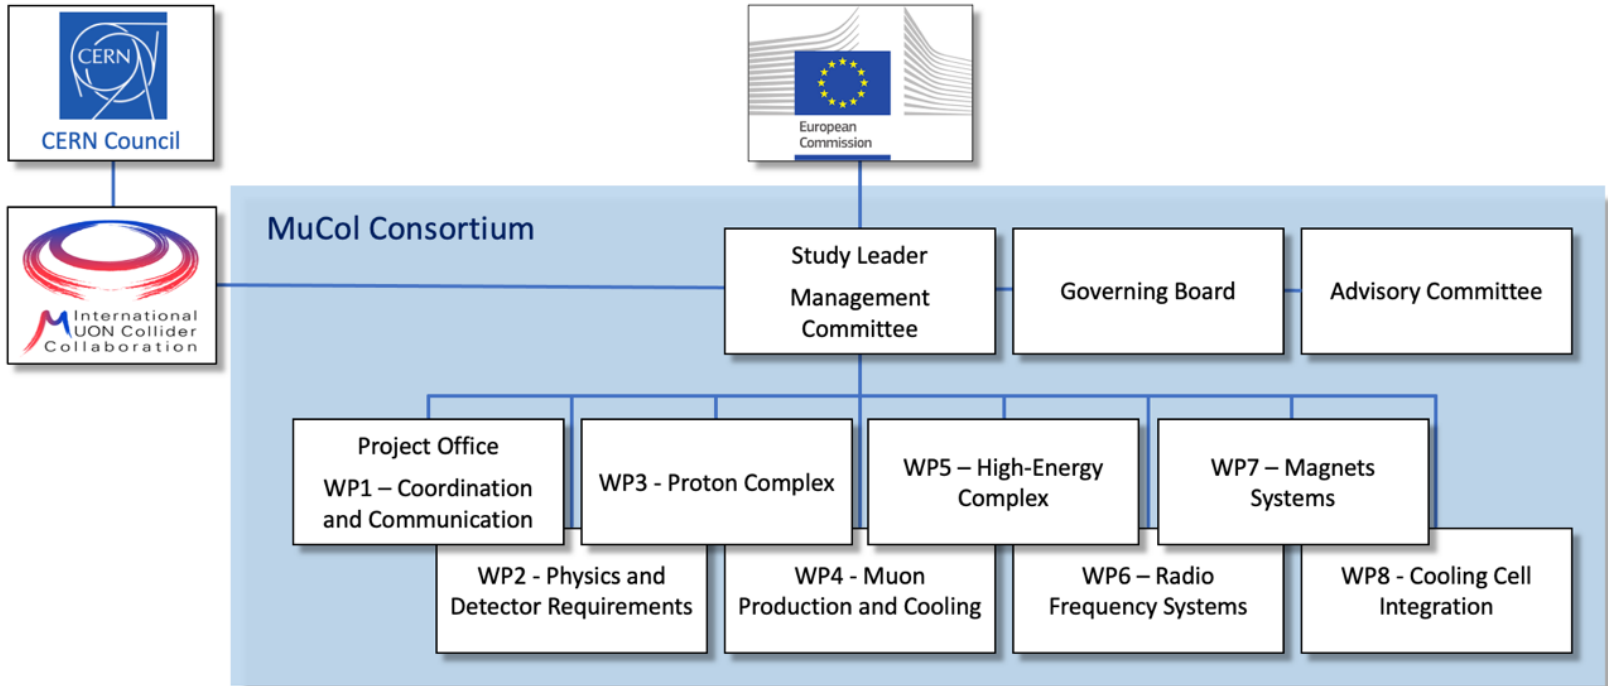 CERN
CERN Council
European
Commission
International
MUON Collider
Collaboration
MuCol Consortium
Study Leader
Management
Committee
Governing Board
Advisory Committee
Project Office
WP1 – Coordination
and Communication
WP3 - Proton Complex
WP5 – High-Energy
Complex
WP7 – Magnets
Systems
WP2 - Physics and
Detector Requirements
WP4 - Muon
Production and Cooling
WP6 – Radio
Frequency Systems
WP8 - Cooling Cell
Integration